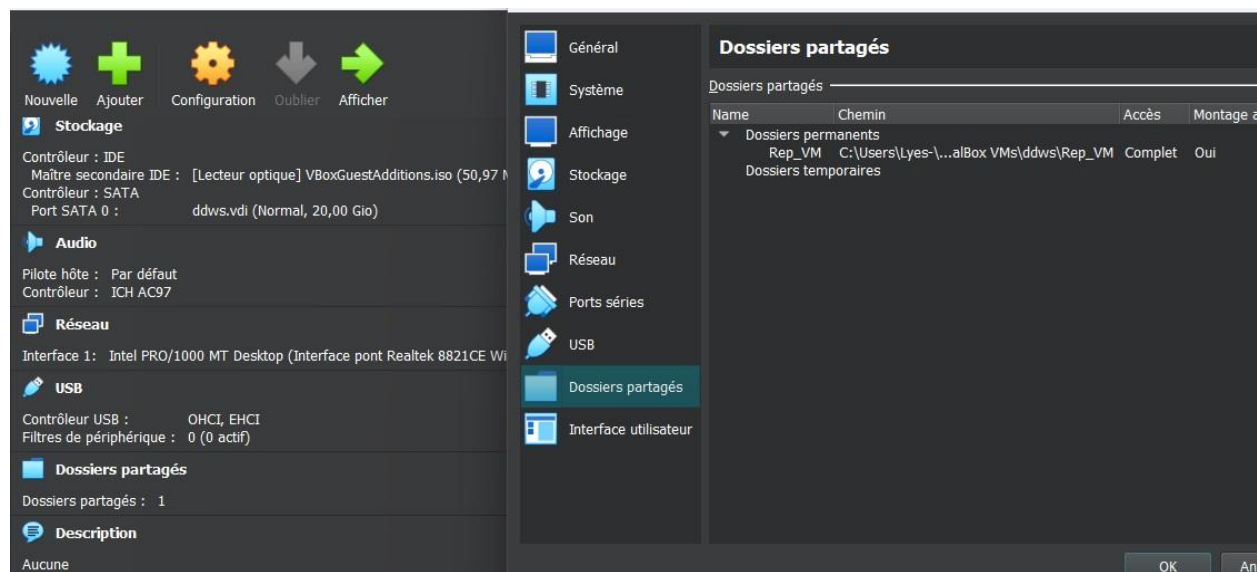 Nouvelle Ajouter Configuration Oublier Afficher
Stockage
Contrôleur : IDE
Maître secondaire IDE : [Lecteur optique] VBoxGuestAdditions.iso (50,97
Contrôleur : SATA
Port SATA 0 : ddws.vdi (Normal, 20,00 Gio)
Audio
Pilote hôte : Par défaut
Contrôleur : ICH AC97
Réseau
Interface 1: Intel PRO/1000 MT Desktop (Interface pont Realtek 8821CE Wi
USB
Contrôleur USB : OHCI, EHCI
Filtres de périphérique : 0 (0 actif)
Dossiers partagés
Dossiers partagés : 1
Description
Aucune
Général
Système
Affichage
Stockage
Son
Réseau
Ports séries
USB
Dossiers partagés
Interface utilisateur
Dossiers partagés
Dossiers partagés
Name Chemin Accès Montage a
Dossiers permanents
Rep_VM C:\Users\Lyes-\...alBox VMs\ddws\Rep_VM Complet Oui
Dossiers temporaires
OK An